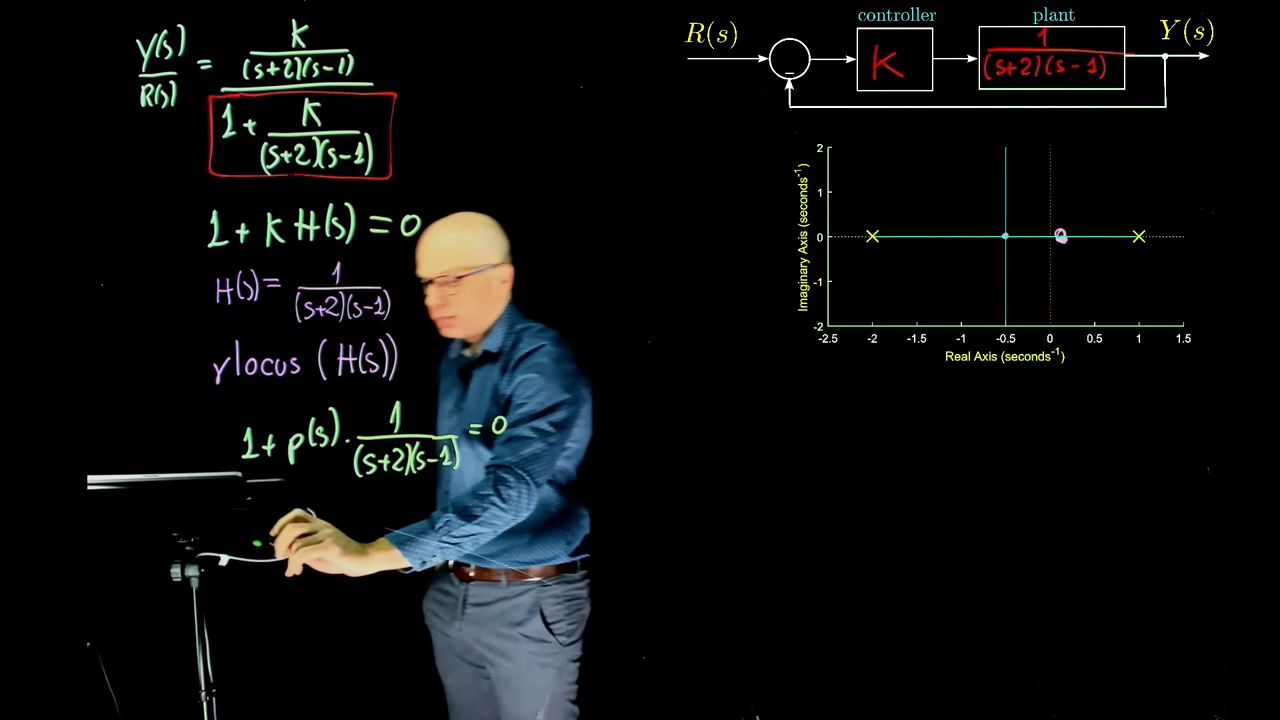 Y(s)/R(s) = (K/((s+2)(s-1)))/(1 + K/((s+2)(s-1)))
1 + K H(s) = 0
H(s) = 1/((s+2)(s-1))
rlocus (H(s))
1 + p(s) · 1/((s+2)(s-1)) = 0
controller plant
R(s) K 1/((s+2)(s-1)) Y(s)
-
Imaginary Axis (seconds⁻¹)
2
1
0
-1
-2
-2.5 -2 -1.5 -1 -0.5 0 0.5 1 1.5
Real Axis (seconds⁻¹)